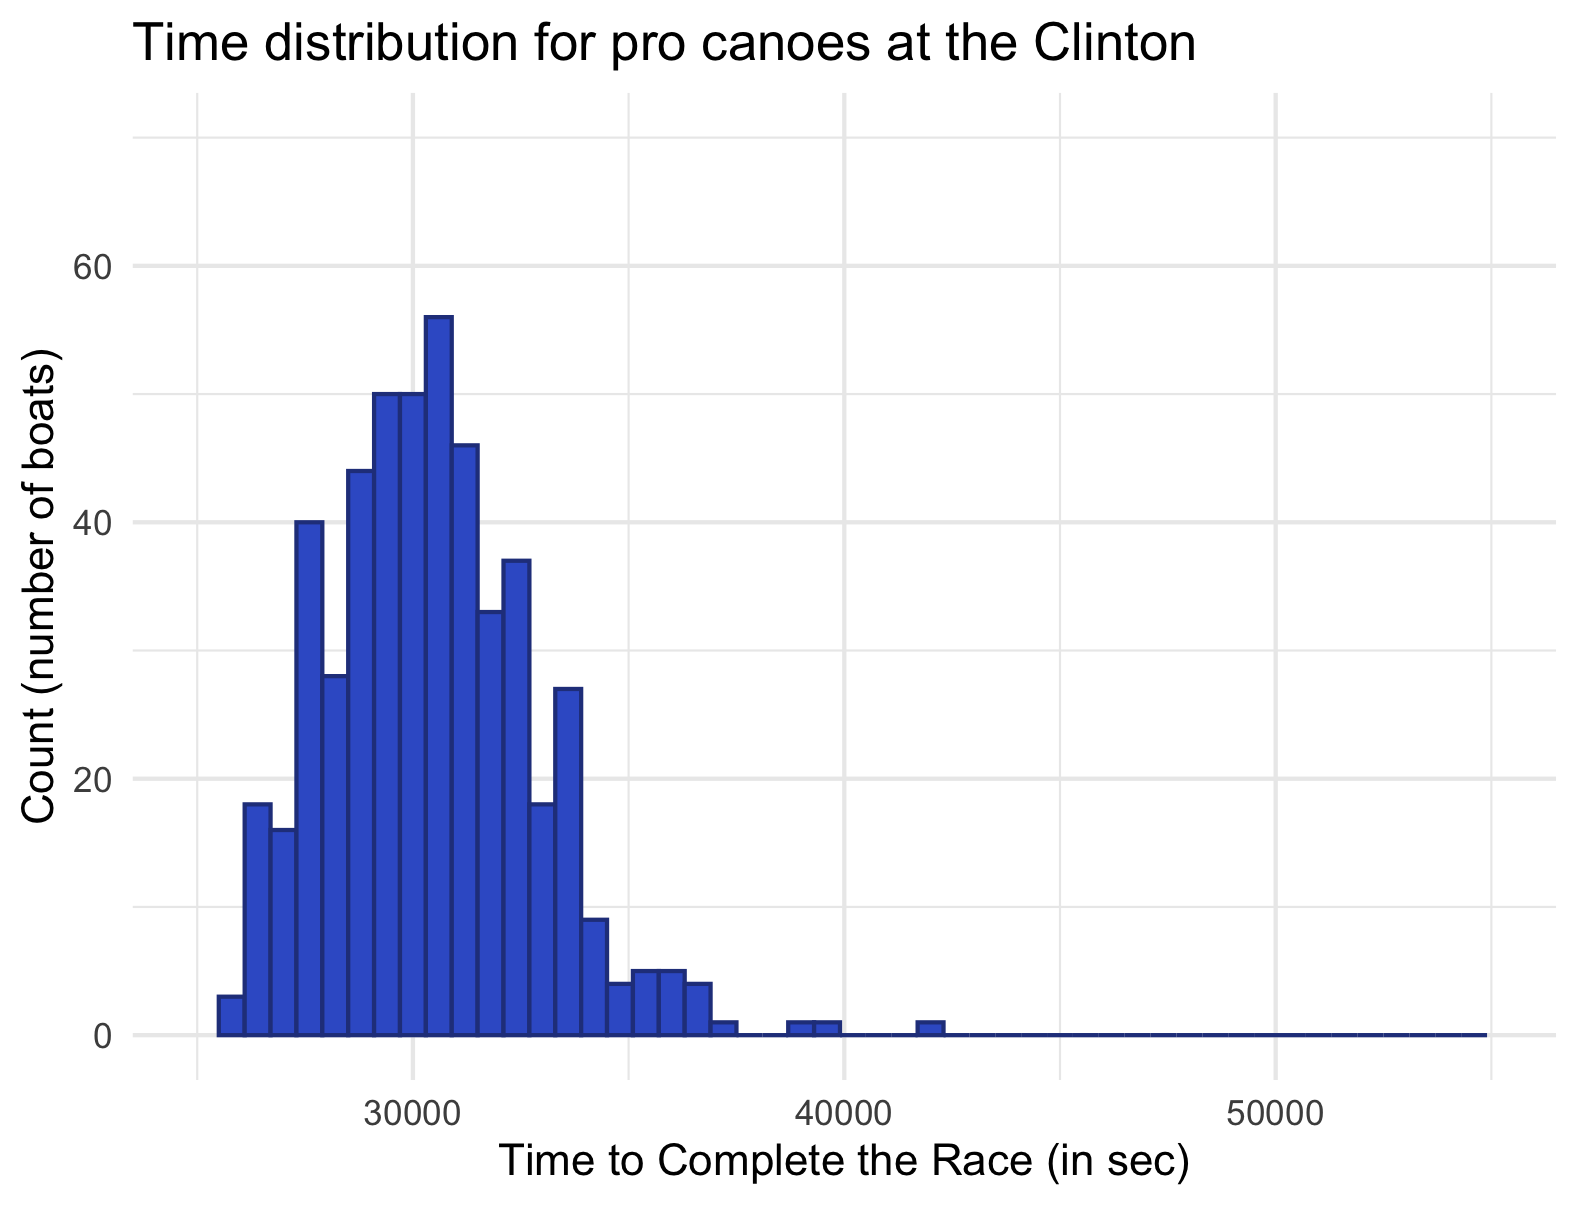 Time distribution for pro canoes at the Clinton
Count (number of boats)
60
40
20
0
30000 40000 50000
Time to Complete the Race (in sec)